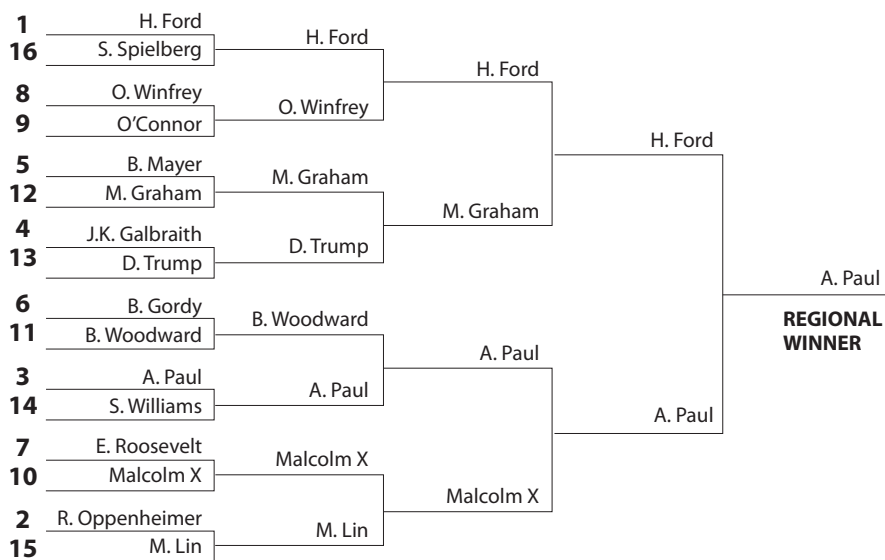 1 H. Ford
16 S. Spielberg
8 O. Winfrey
9 O'Connor
5 B. Mayer
12 M. Graham
4 J.K. Galbraith
13 D. Trump
6 B. Gordy
11 B. Woodward
3 A. Paul
14 S. Williams
7 E. Roosevelt
10 Malcolm X
2 R. Oppenheimer
15 M. Lin
H. Ford
O. Winfrey
M. Graham
D. Trump
B. Woodward
A. Paul
Malcolm X
M. Lin
H. Ford
M. Graham
A. Paul
Malcolm X
H. Ford
A. Paul
A. Paul
REGIONAL
WINNER